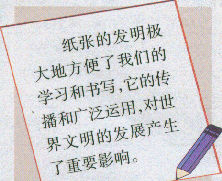 纸张的发明极
大地方便了我们的
学习和书写,它的传
播和广泛运用,对世
界文明的发展产生
了重要影响。